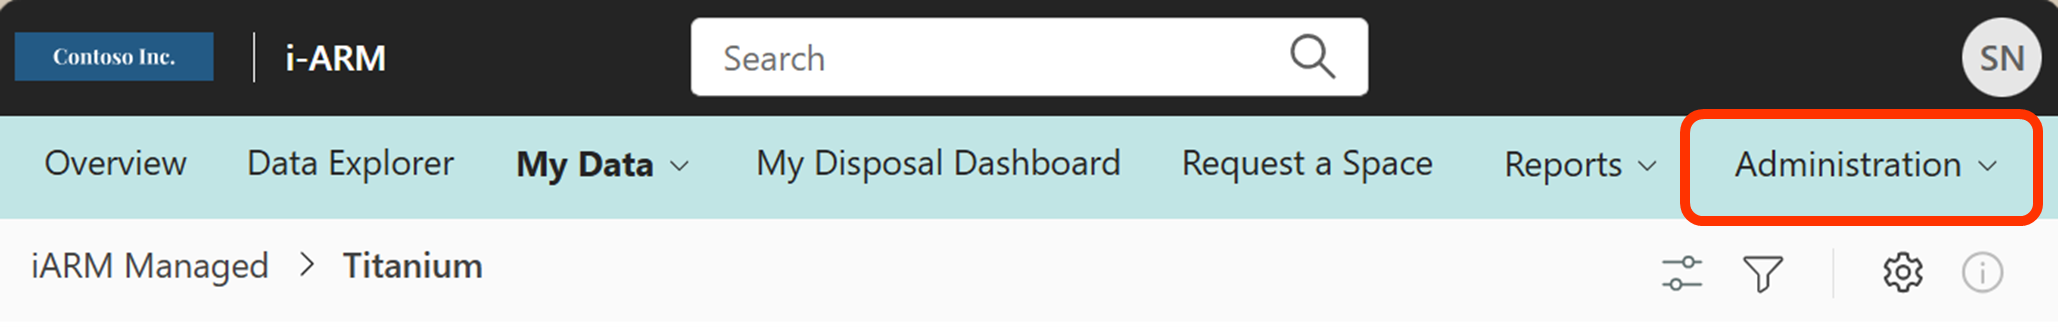 Contoso Inc. i-ARM Search SN
Overview Data Explorer My Data My Disposal Dashboard Request a Space Reports Administration
iARM Managed > Titanium